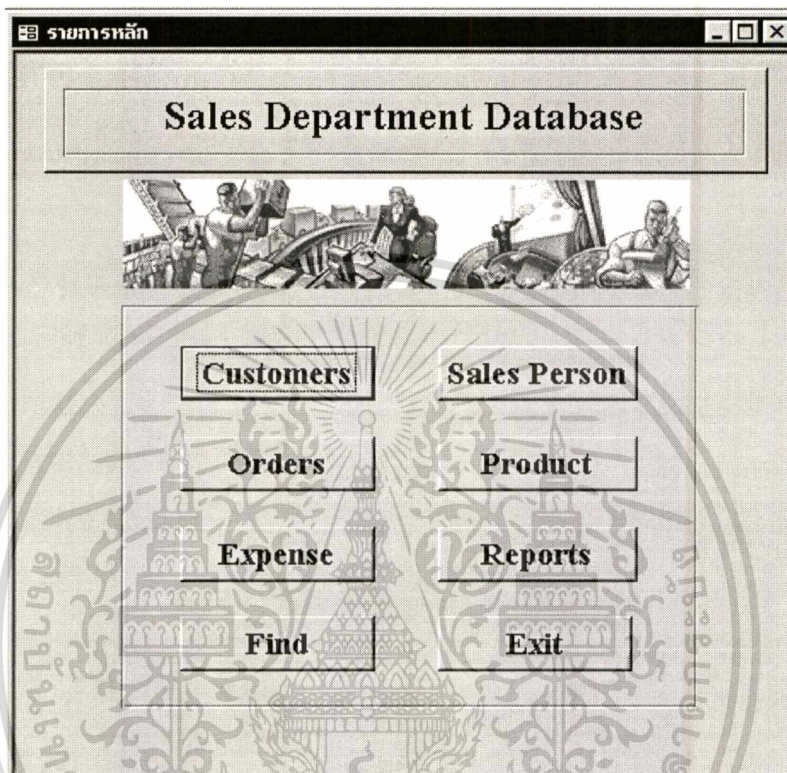 รายการหลัก
Sales Department Database
Customers Sales Person
Orders Product
Expense Reports
Find Exit